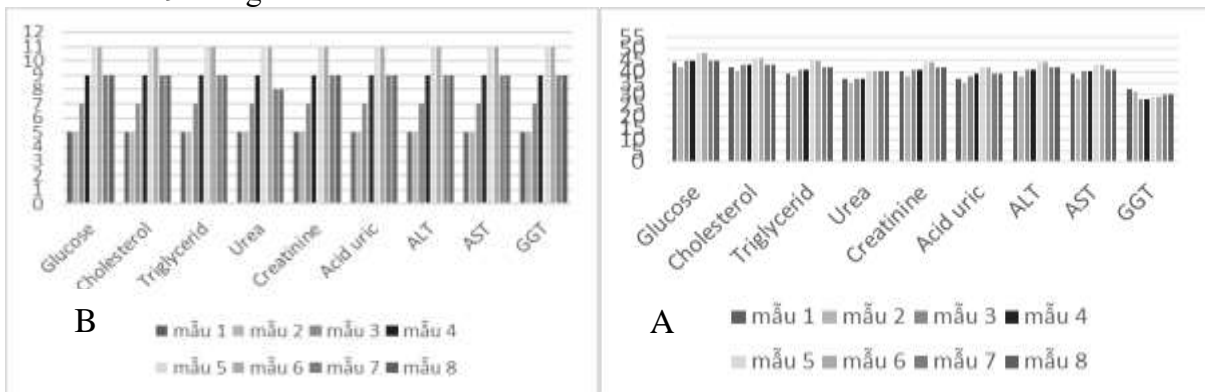 12
11
10
9
8
7
6
5
4
3
2
1
0
Glucose
Cholesterol
Triglycerid
Urea
Creatinine
Acid uric
ALT
AST
GGT
B
mẫu 1 mẫu 2 mẫu 3 mẫu 4
mẫu 5 mẫu 6 mẫu 7 mẫu 8
55
50
45
40
35
30
25
20
15
10
5
0
Glucose
Cholesterol
Triglycerid
Urea
Creatinine
Acid uric
ALT
AST
GGT
A
mẫu 1 mẫu 2 mẫu 3 mẫu 4
mẫu 5 mẫu 6 mẫu 7 mẫu 8